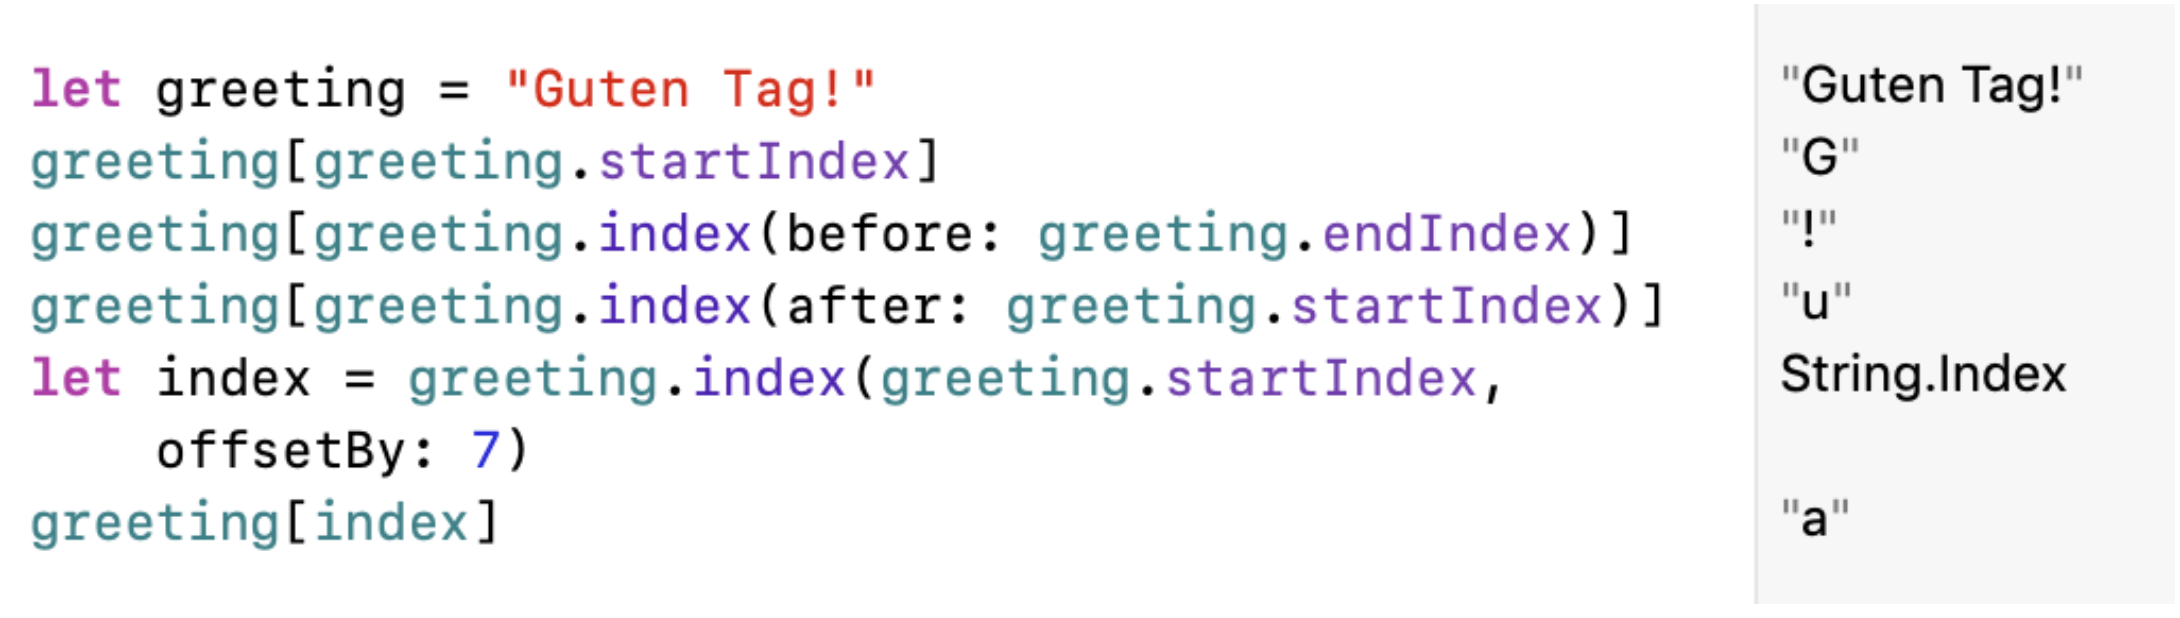 let greeting = "Guten Tag!"
"Guten Tag!"
greeting[greeting.startIndex]
"G"
greeting[greeting.index(before: greeting.endIndex)]
"!"
greeting[greeting.index(after: greeting.startIndex)]
"u"
let index = greeting.index(greeting.startIndex,
String.Index
offsetBy: 7)
greeting[index]
"a"